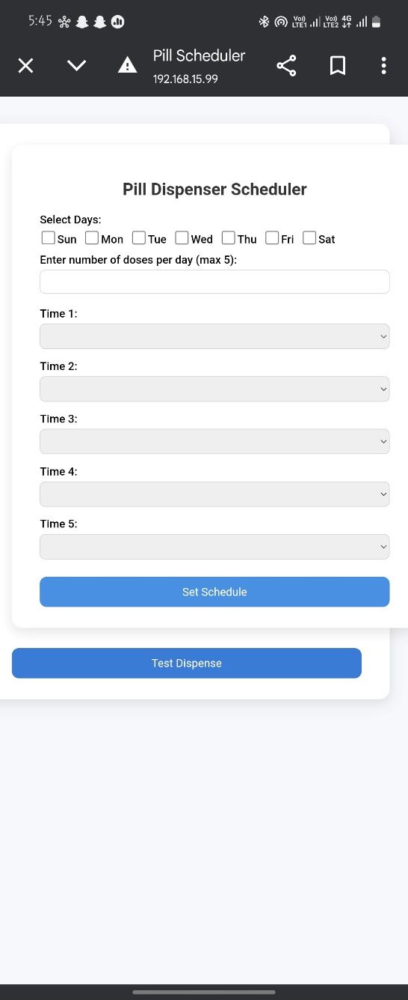 5:45 Vo)) LTE1 Vo)) LTE2 4G
Pill Scheduler
192.168.15.99
Pill Dispenser Scheduler
Select Days:
Sun Mon Tue Wed Thu Fri Sat
Enter number of doses per day (max 5):
Time 1:
Time 2:
Time 3:
Time 4:
Time 5:
Set Schedule
Test Dispense